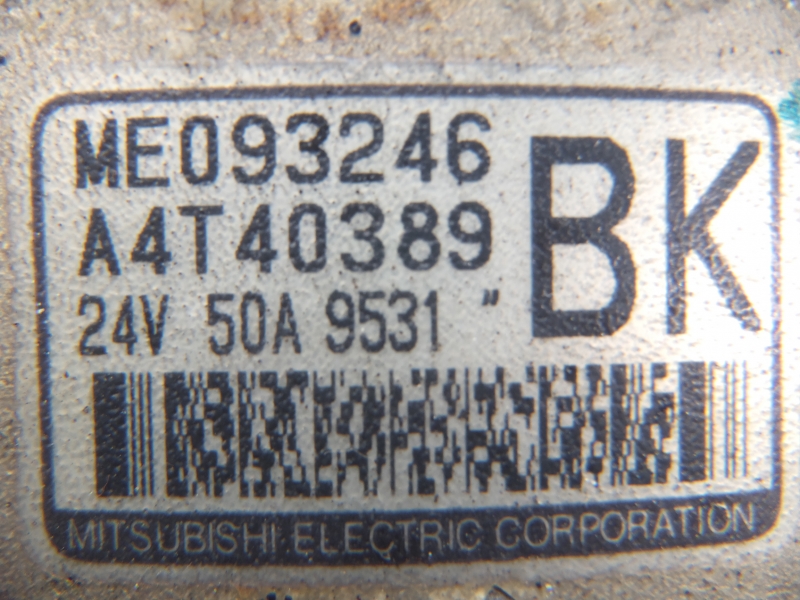 ME093246
A4T40389
24V 50A 9531 "
BK
MITSUBISHI ELECTRIC CORPORATION